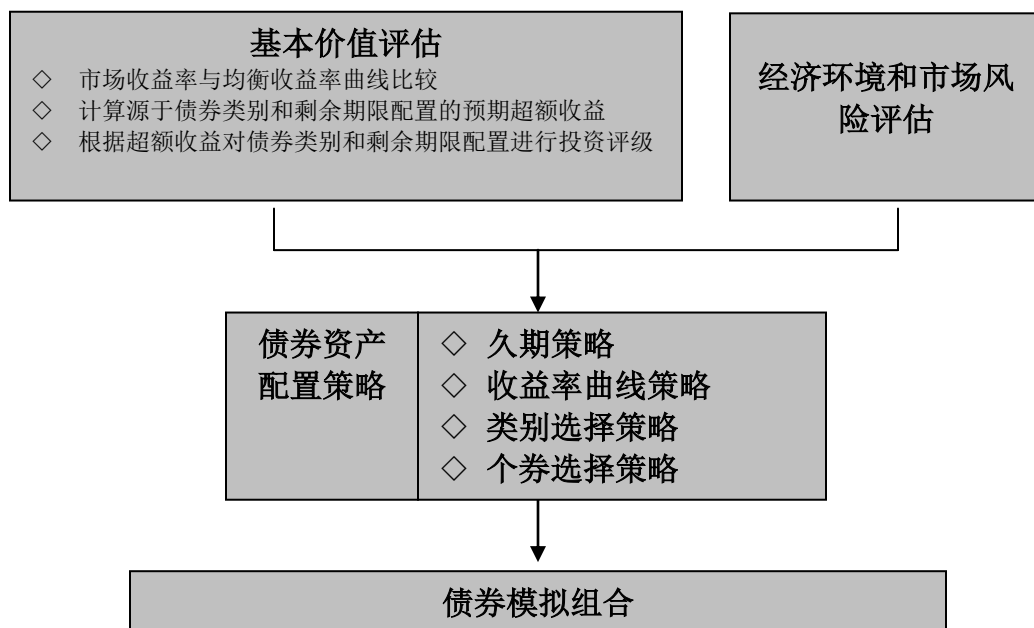 基本价值评估
◇ 市场收益率与均衡收益率曲线比较
◇ 计算源于债券类别和剩余期限配置的预期超额收益
◇ 根据超额收益对债券类别和剩余期限配置进行投资评级
经济环境和市场风
险评估
债券资产
配置策略
◇ 久期策略
◇ 收益率曲线策略
◇ 类别选择策略
◇ 个券选择策略
债券模拟组合